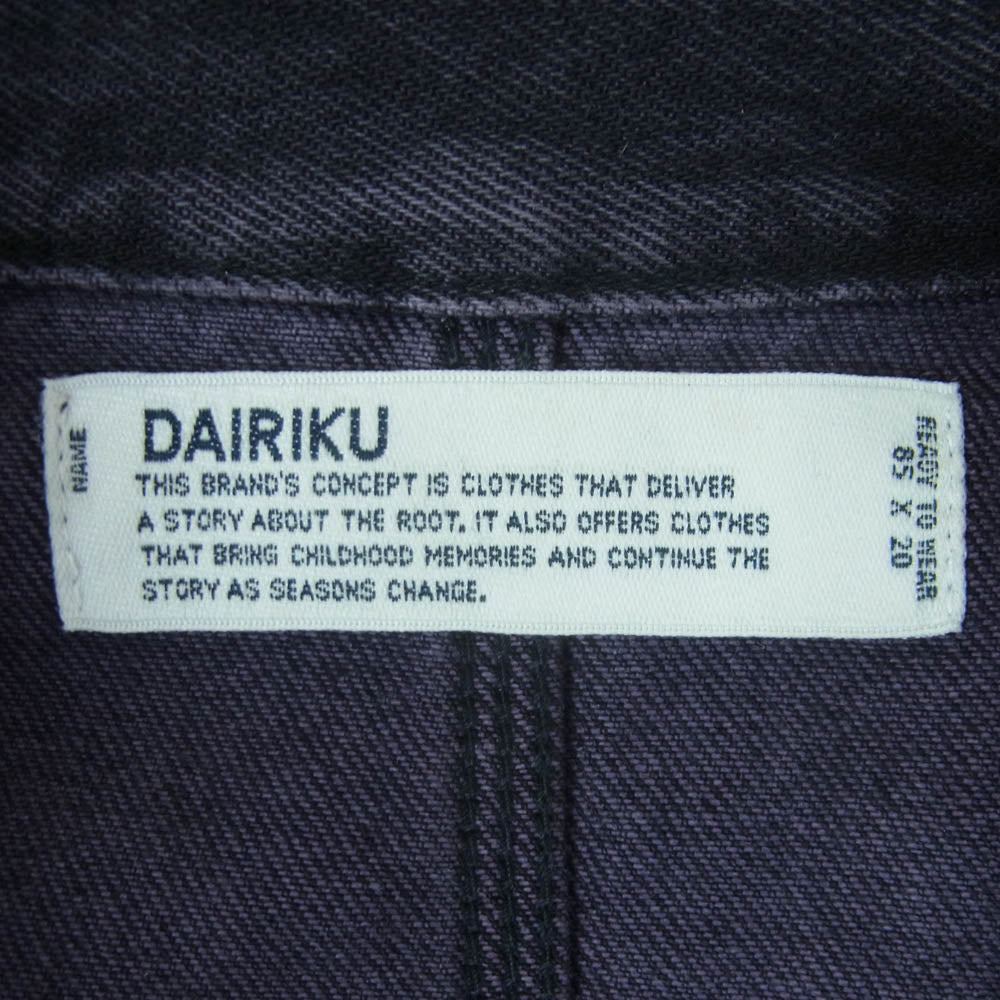 NAME
DAIRIKU
THIS BRAND'S CONCEPT IS CLOTHES THAT DELIVER
A STORY ABOUT THE ROOT. IT ALSO OFFERS CLOTHES
THAT BRING CHILDHOOD MEMORIES AND CONTINUE THE
STORY AS SEASONS CHANGE.
READY TO WEAR
85 X 20